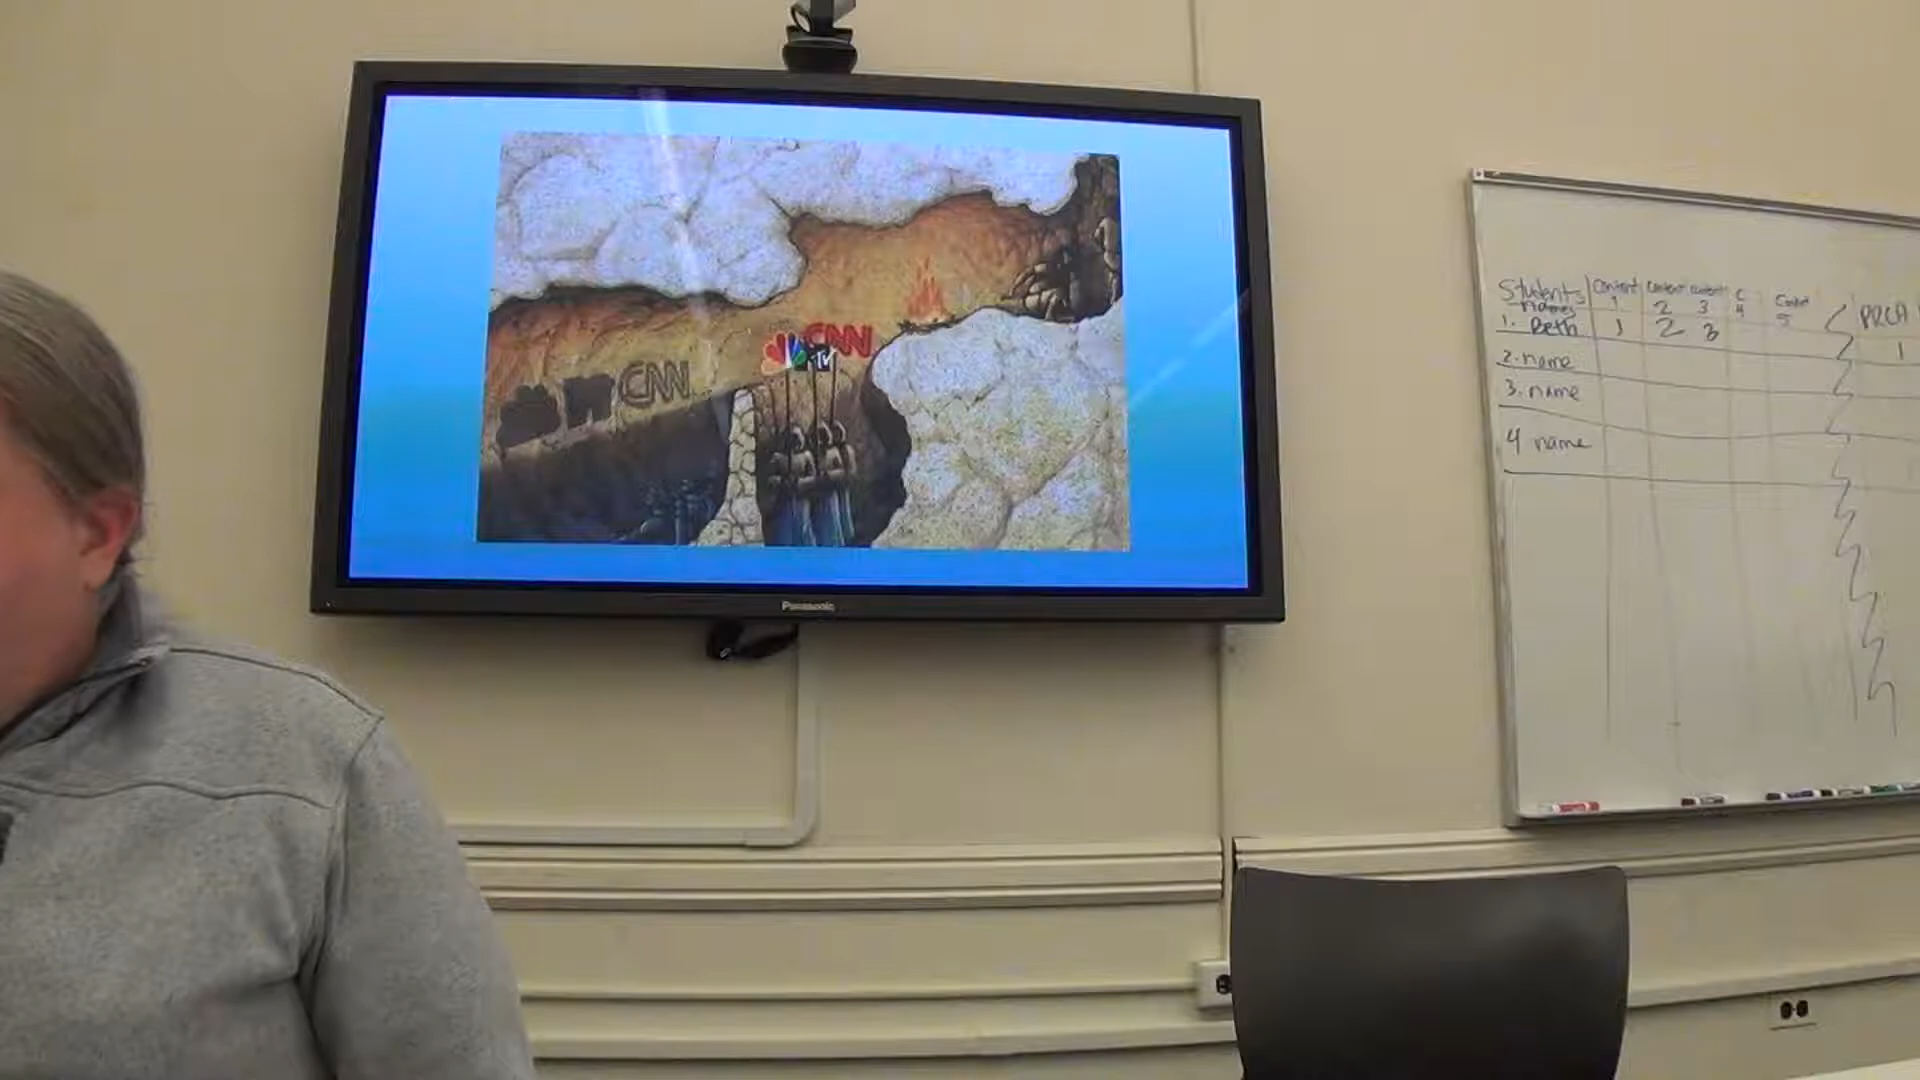 CNN
MTV
CNN
Panasonic
Students Names | Content 1 | Content 2 | Content 3 | C 4 | Content 5 | PRCA
1. Beth 1 2 3 1
2. name
3. name
4 name